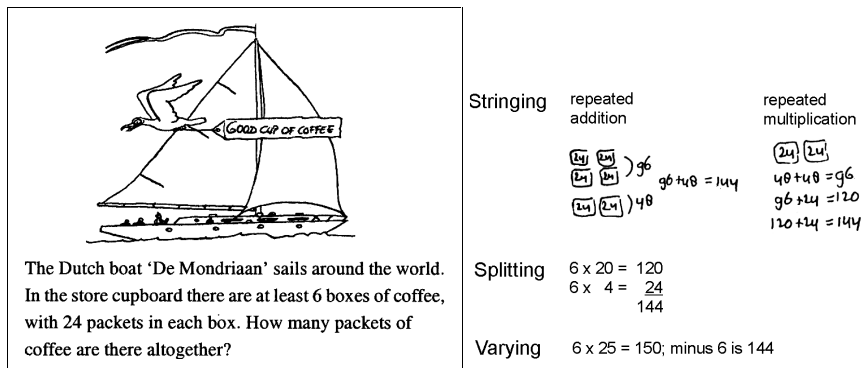 GOOD CUP OF COFFEE
The Dutch boat ‘De Mondriaan’ sails around the world.
In the store cupboard there are at least 6 boxes of coffee,
with 24 packets in each box. How many packets of
coffee are there altogether?
Stringing
repeated
addition
24 24
24 24 ) 96
24 24 ) 48
96 + 48 = 144
repeated
multiplication
24 24
48 + 48 = 96
96 + 24 = 120
120 + 24 = 144
Splitting
6 x 20 = 120
6 x 4 = 24
144
Varying
6 x 25 = 150; minus 6 is 144